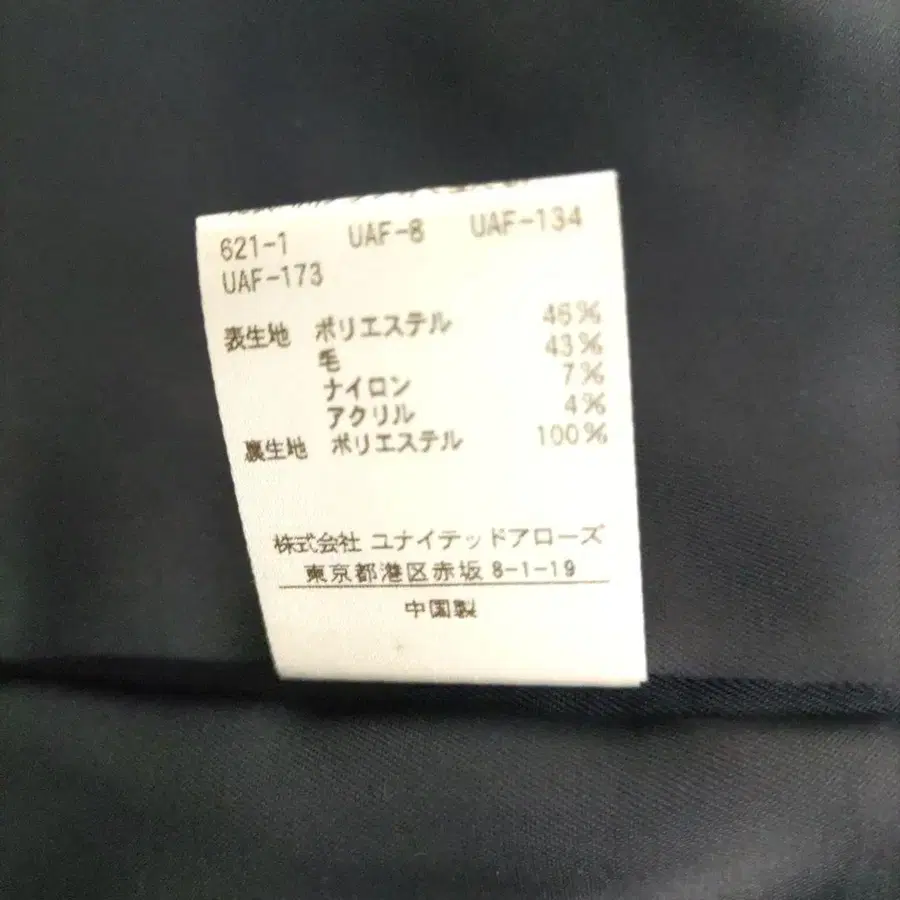 621-1 UAF-8 UAF-134
UAF-173
表生地 ポリエステル 46%
毛 43%
ナイロン 7%
アクリル 4%
裏生地 ポリエステル 100%
株式会社 ユナイテッドアローズ
東京都港区赤坂 8-1-19
中国製